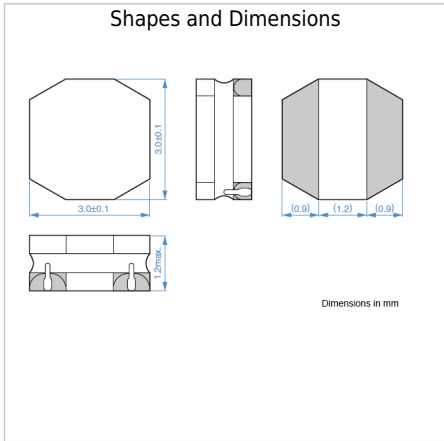 Shapes and Dimensions
3.0±0.1
3.0±0.1
(0.9)
(1.2)
(0.9)
1.2max.
Dimensions in mm